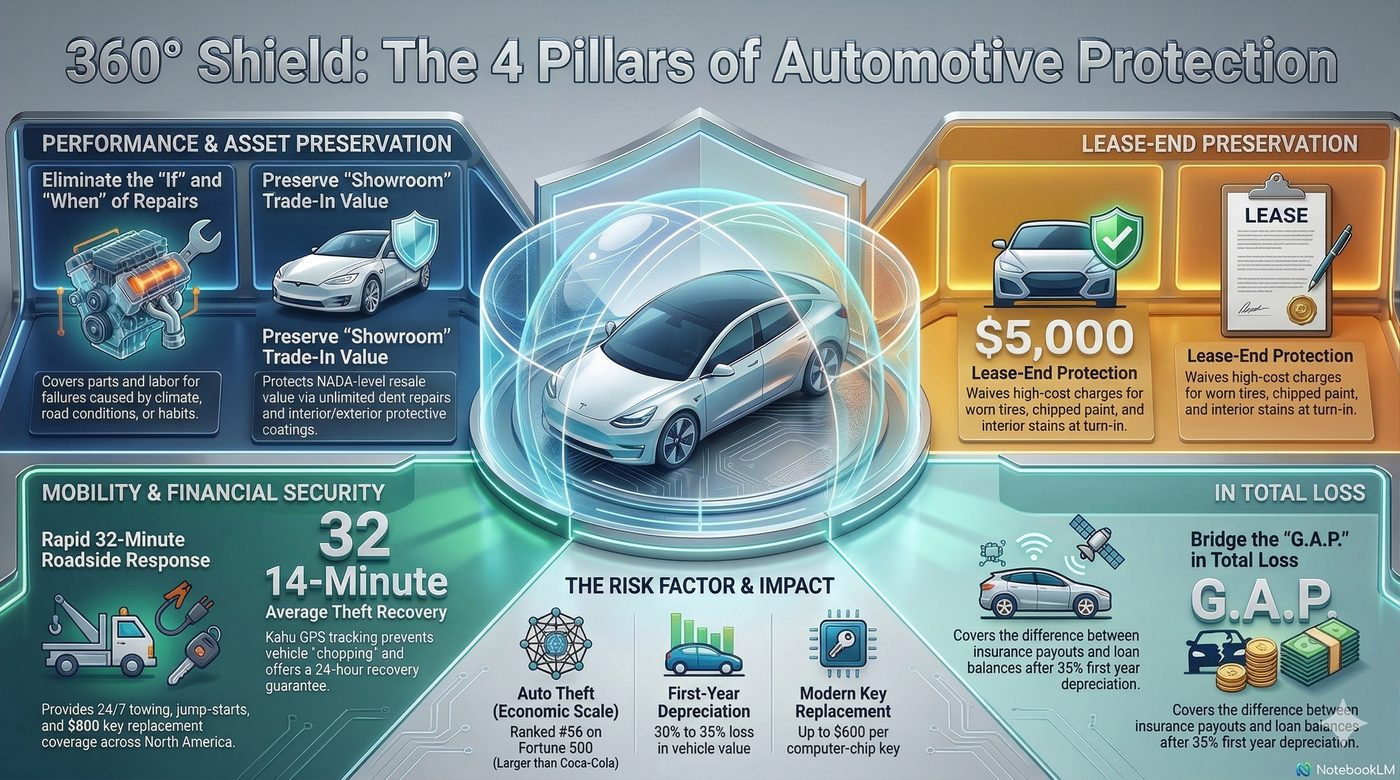 360° Shield: The 4 Pillars of Automotive Protection
PERFORMANCE & ASSET PRESERVATION
Eliminate the “If” and
“When” of Repairs
Covers parts and labor for
failures caused by climate,
road conditions, or habits.
Preserve “Showroom”
Trade-In Value
Preserve “Showroom”
Trade-In Value
Protects NADA-level resale
value via unlimited dent repairs
and interior/exterior protective
coatings.
LEASE-END PRESERVATION
$5,000
Lease-End Protection
Waives high-cost charges for
worn tires, chipped paint, and
interior stains at turn-in.
LEASE
Lease-End Protection
Waives high-cost charges
for worn tires, chipped paint,
and interior stains at turn-in.
MOBILITY & FINANCIAL SECURITY
Rapid 32-Minute
Roadside Response
Provides 24/7 towing, jump-starts,
and $800 key replacement
coverage across North America.
32
14-Minute
Average Theft Recovery
Kahu GPS tracking prevents
vehicle "chopping" and
offers a 24-hour recovery
guarantee.
THE RISK FACTOR & IMPACT
Auto Theft
(Economic Scale)
Ranked #56 on
Fortune 500
(Larger than Coca-Cola)
First-Year
Depreciation
30% to 35% loss
in vehicle value
Modern Key
Replacement
Up to $600 per
computer-chip key
IN TOTAL LOSS
Covers the difference between
insurance payouts and loan
balances after 35% first year
depreciation.
Bridge the “G.A.P.”
in Total Loss
G.A.P.
Covers the difference between
insurance payouts and loan balances
after 35% first year depreciation.
NotebookLM